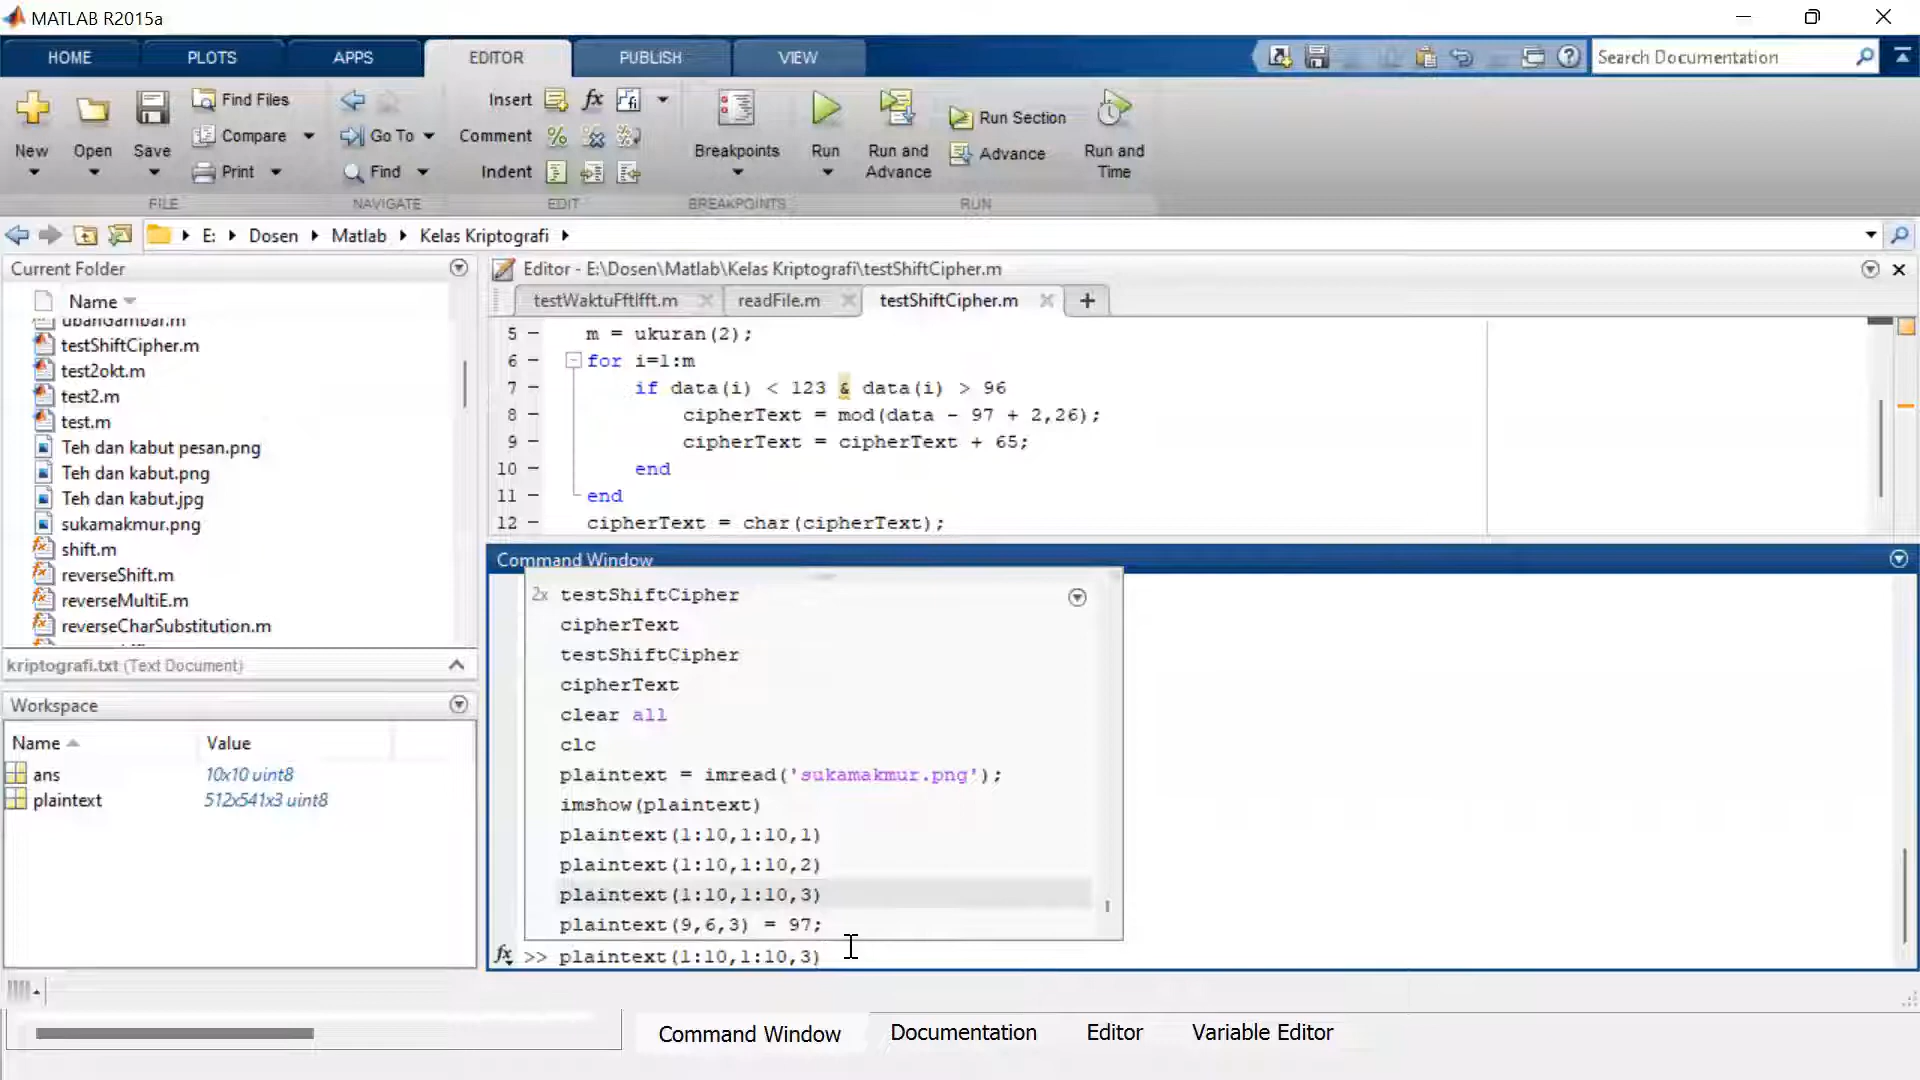 MATLAB R2015a
HOME PLOTS APPS EDITOR PUBLISH VIEW Search Documentation
Find Files Insert fx
Compare Go To Comment Run Section
New Open Save Print Find Indent Breakpoints Run Run and Advance Advance Run and Time
FILE NAVIGATE EDIT BREAKPOINTS RUN
E: Dosen Matlab Kelas Kriptografi
Current Folder
Name
ubahGambar.m
testShiftCipher.m
test2okt.m
test2.m
test.m
Teh dan kabut pesan.png
Teh dan kabut.png
Teh dan kabut.jpg
sukamakmur.png
shift.m
reverseShift.m
reverseMultiE.m
reverseCharSubstitution.m
kriptografi.txt (Text Document)
Workspace
Name Value
ans 10x10 uint8
plaintext 512x541x3 uint8
Editor - E:\Dosen\Matlab\Kelas Kriptografi\testShiftCipher.m
testWaktuFftIfft.m readFile.m testShiftCipher.m +
5 - m = ukuran(2);
6 - for i=1:m
7 - if data(i) < 123 & data(i) > 96
8 - cipherText = mod(data - 97 + 2,26);
9 - cipherText = cipherText + 65;
10 - end
11 - end
12 - cipherText = char(cipherText);
Command Window
2x testShiftCipher
cipherText
testShiftCipher
cipherText
clear all
clc
plaintext = imread('sukamakmur.png');
imshow(plaintext)
plaintext(1:10,1:10,1)
plaintext(1:10,1:10,2)
plaintext(1:10,1:10,3)
plaintext(9,6,3) = 97;
fx >> plaintext(1:10,1:10,3)
Command Window Documentation Editor Variable Editor